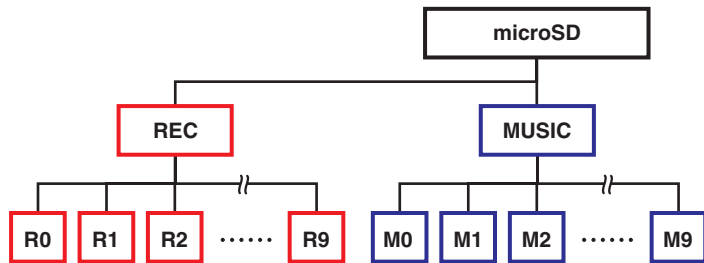 microSD
REC MUSIC
R0 R1 R2 ...... R9 M0 M1 M2 ...... M9